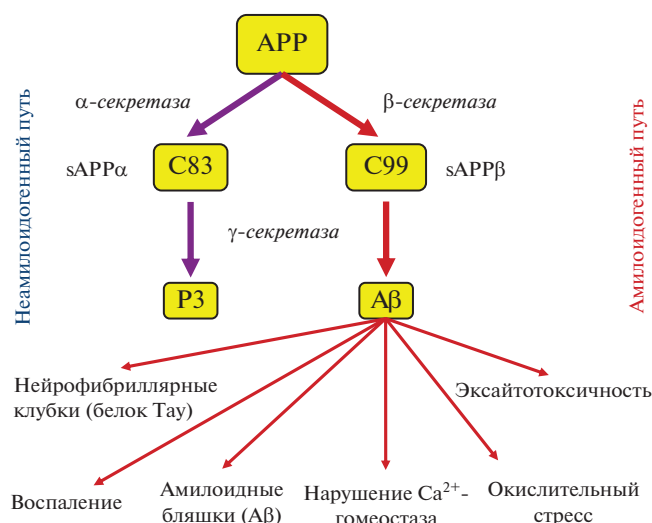 APP
α-секретаза
β-секретаза
Неамилоидогенный путь
Амилоидогенный путь
sAPPα
C83
C99
sAPPβ
γ-секретаза
P3
Aβ
Нейрофибриллярные
клубки (белок Тау)
Эксайтотоксичность
Воспаление
Амилоидные
бляшки (Aβ)
Нарушение Ca²⁺-
гомеостаза
Окислительный
стресс